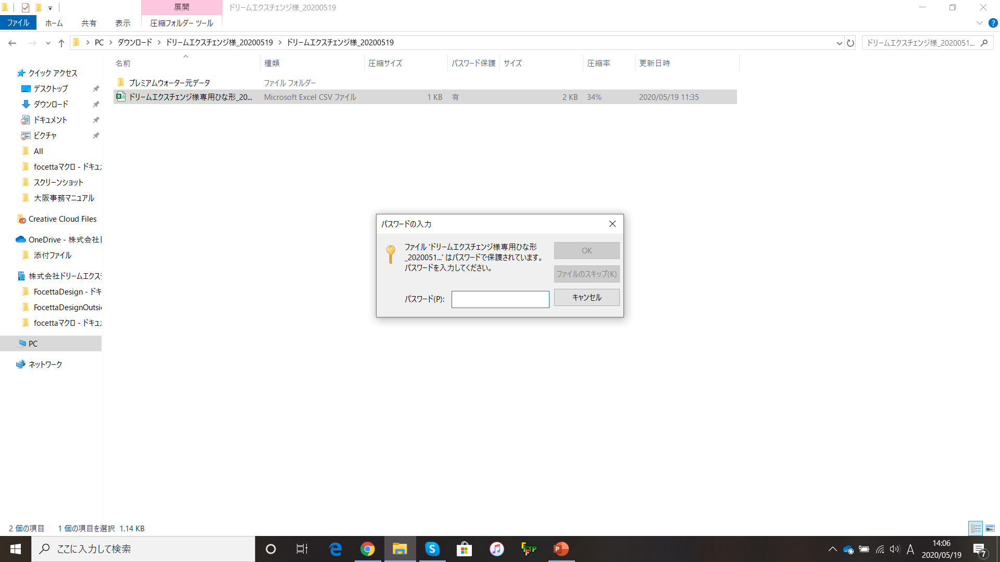 展開
ドリームエクスチェンジ様_20200519
ファイル
ホーム
共有
表示
圧縮フォルダー ツール
PC
ダウンロード
ドリームエクスチェンジ様_20200519
ドリームエクスチェンジ様_20200519
ドリームエクスチェンジ様_2020051...
名前
種類
圧縮サイズ
パスワード保護
サイズ
圧縮率
更新日時
プレミアムウォーター元データ
ファイル フォルダー
ドリームエクスチェンジ様専用ひな形_20...
Microsoft Excel CSV ファイル
1 KB
有
2 KB
34%
2020/05/19 11:35
クイック アクセス
デスクトップ
ダウンロード
ドキュメント
ピクチャ
All
focettaマクロ - ドキュメ
スクリーンショット
大阪事務マニュアル
Creative Cloud Files
OneDrive - 株式会社
添付ファイル
株式会社ドリームエクス
FocettaDesign - ドキ
FocettaDesignOutsi
focettaマクロ - ドキュメ
PC
ネットワーク
パスワードの入力
ファイル 'ドリームエクスチェンジ様専用ひな形
_2020051...' はパスワードで保護されています。
パスワードを入力してください。
OK
ファイルのスキップ(K)
キャンセル
パスワード(P):
2 個の項目
1 個の項目を選択 1.14 KB
ここに入力して検索
A
14:06
2020/05/19
7